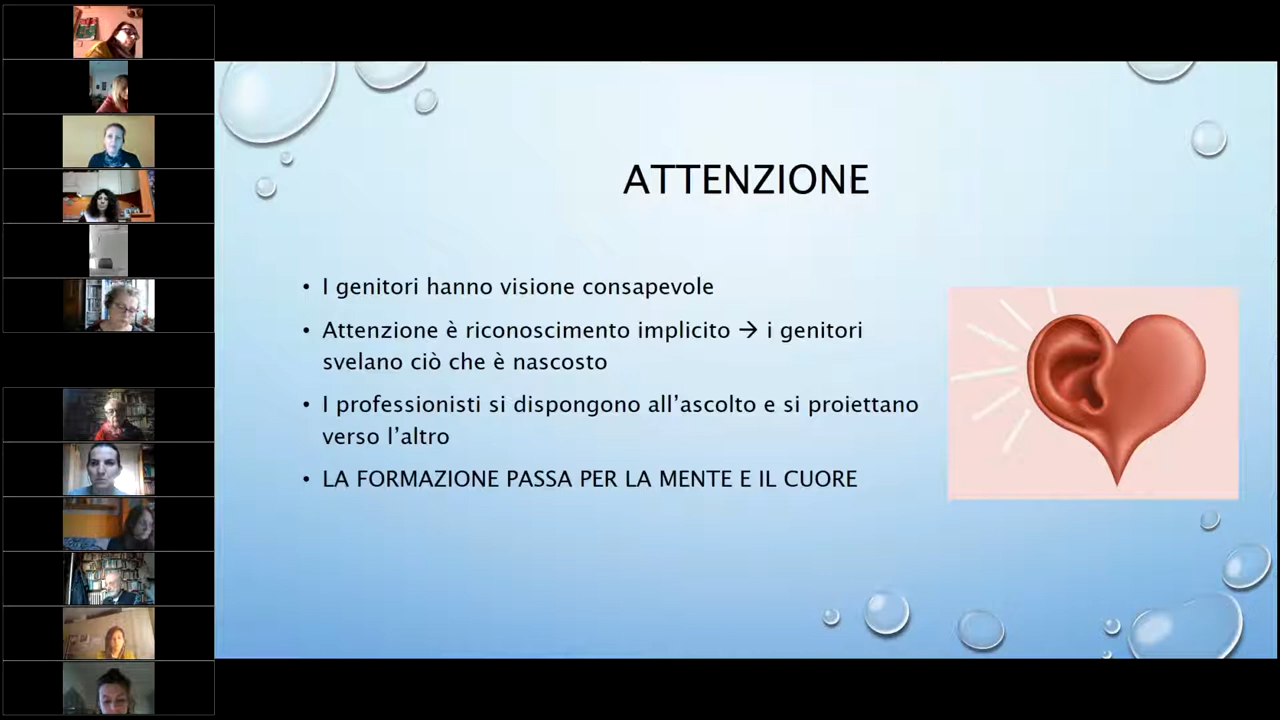 ATTENZIONE
• I genitori hanno visione consapevole
• Attenzione è riconoscimento implicito → i genitori
svelano ciò che è nascosto
• I professionisti si dispongono all’ascolto e si proiettano
verso l’altro
• LA FORMAZIONE PASSA PER LA MENTE E IL CUORE